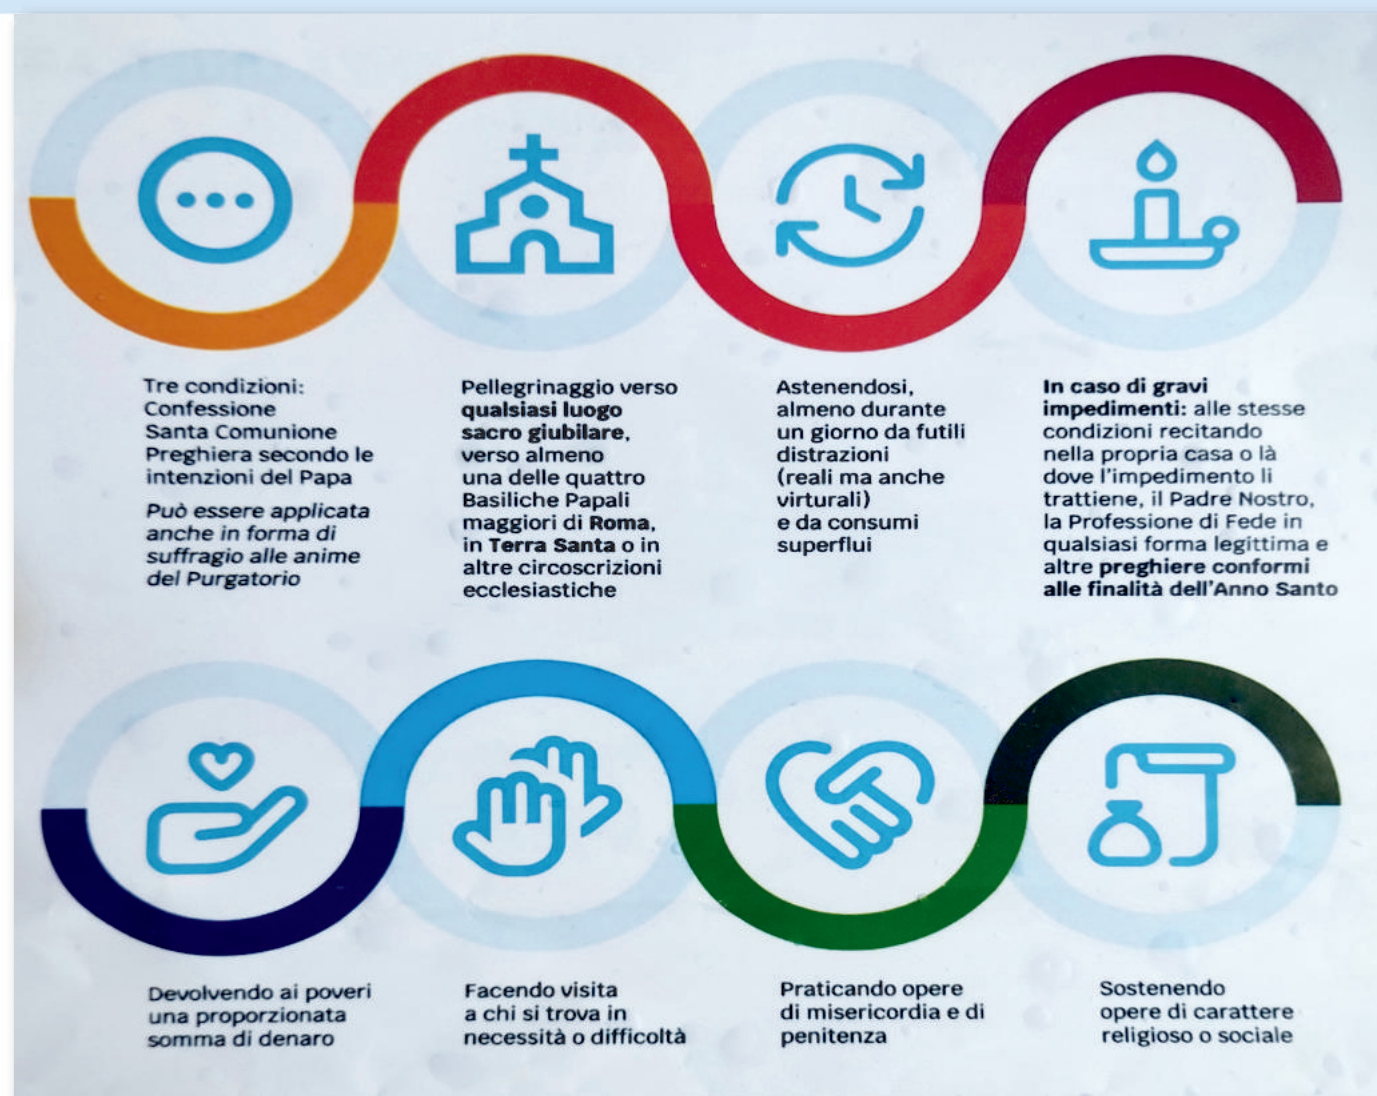 Tre condizioni:
Confessione
Santa Comunione
Preghiera secondo le
intenzioni del Papa
Può essere applicata
anche in forma di
suffragio alle anime
del Purgatorio
Pellegrinaggio verso
qualsiasi luogo
sacro giubilare,
verso almeno
una delle quattro
Basiliche Papali
maggiori di Roma,
in Terra Santa o in
altre circoscrizioni
ecclesiastiche
Astenendosi,
almeno durante
un giorno da futili
distrazioni
(reali ma anche
virturali)
e da consumi
superflui
In caso di gravi
impedimenti: alle stesse
condizioni recitando
nella propria casa o là
dove l'impedimento li
trattiene, il Padre Nostro,
la Professione di Fede in
qualsiasi forma legittima e
altre preghiere conformi
alle finalità dell'Anno Santo
Devolvendo ai poveri
una proporzionata
somma di denaro
Facendo visita
a chi si trova in
necessità o difficoltà
Praticando opere
di misericordia e di
penitenza
Sostenendo
opere di carattere
religioso o sociale